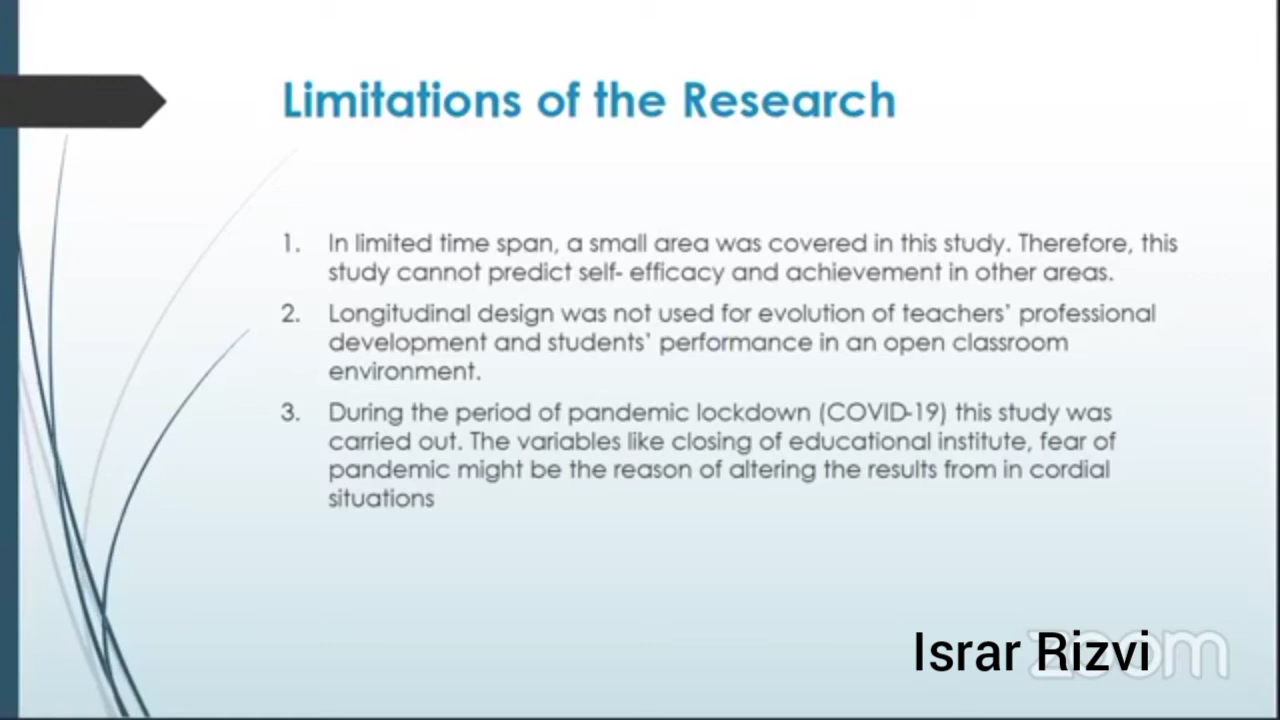 Limitations of the Research
1. In limited time span, a small area was covered in this study. Therefore, this
study cannot predict self- efficacy and achievement in other areas.
2. Longitudinal design was not used for evolution of teachers' professional
development and students' performance in an open classroom
environment.
3. During the period of pandemic lockdown (COVID-19) this study was
carried out. The variables like closing of educational institute, fear of
pandemic might be the reason of altering the results from in cordial
situations
Israr Rizvi
zoom